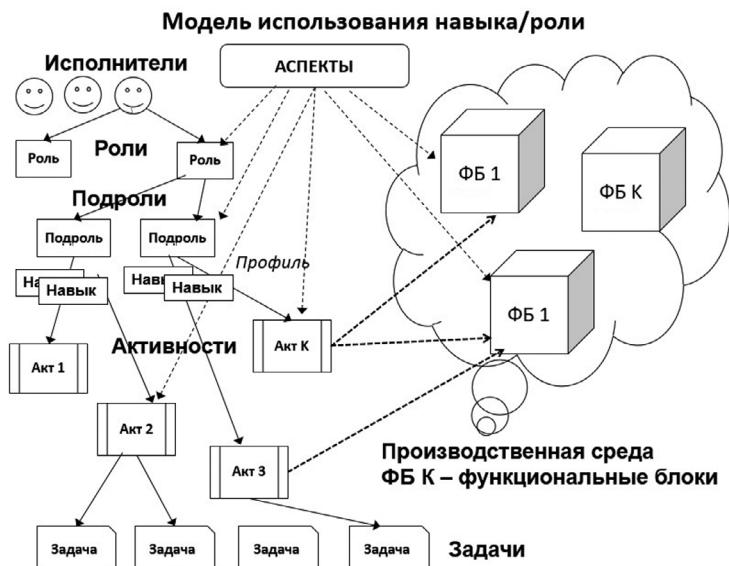 Модель использования навыка/роли
Исполнители
АСПЕКТЫ
Роль
Роли
Роль
ФБ 1
ФБ K
Подроли
Подроль
Подроль
Профиль
Навык
Навык
ФБ 1
Активности
Акт 1
Акт K
Акт 2
Акт 3
Производственная среда
ФБ К – функциональные блоки
Задача
Задача
Задача
Задача
Задачи